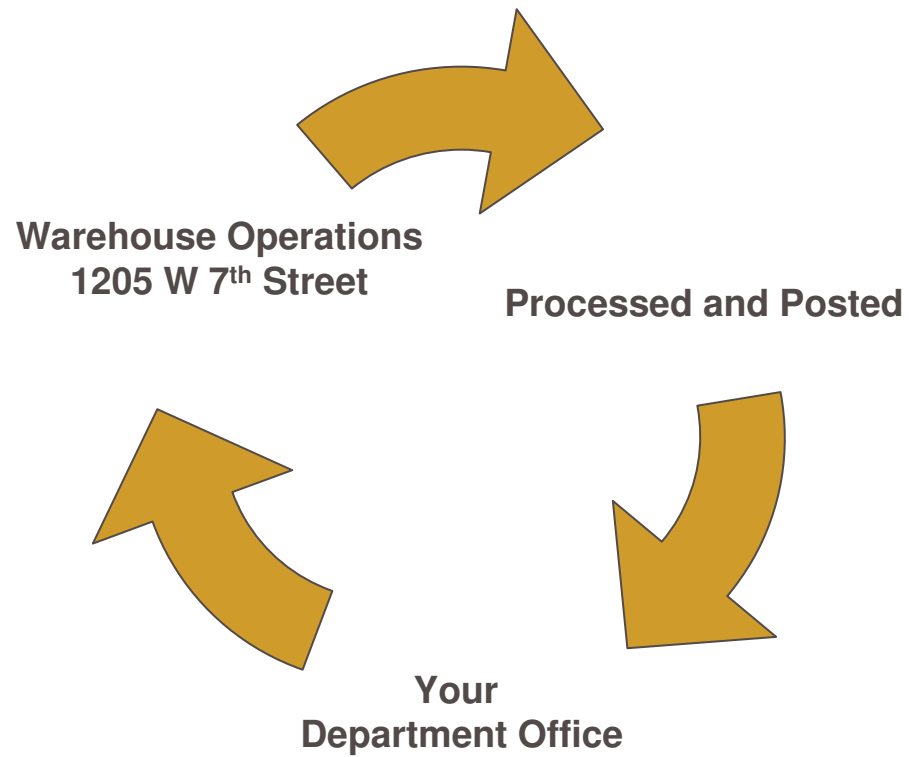 Warehouse Operations
1205 W 7th Street
Processed and Posted
Your
Department Office